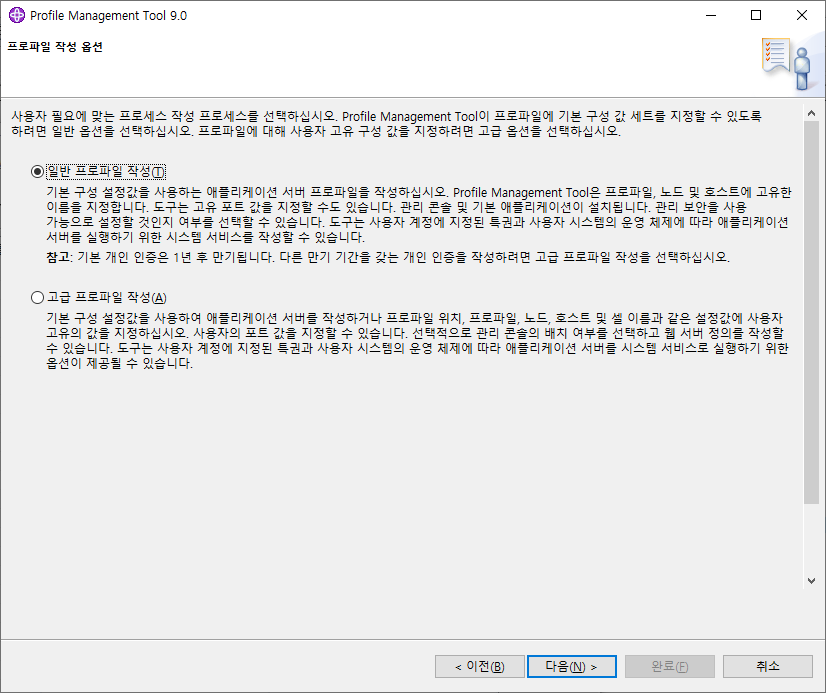 Profile Management Tool 9.0
프로파일 작성 옵션
사용자 필요에 맞는 프로세스 작성 프로세스를 선택하십시오. Profile Management Tool이 프로파일에 기본 구성 값 세트를 지정할 수 있도록
하려면 일반 옵션을 선택하십시오. 프로파일에 대해 사용자 고유 구성 값을 지정하려면 고급 옵션을 선택하십시오.
일반 프로파일 작성(T)
기본 구성 설정값을 사용하는 애플리케이션 서버 프로파일을 작성하십시오. Profile Management Tool은 프로파일, 노드 및 호스트에 고유한
이름을 지정합니다. 도구는 고유 포트 값을 지정할 수도 있습니다. 관리 콘솔 및 기본 애플리케이션이 설치됩니다. 관리 보안을 사용
가능으로 설정할 것인지 여부를 선택할 수 있습니다. 도구는 사용자 계정에 지정된 특권과 사용자 시스템의 운영 체제에 따라 애플리케이션
서버를 실행하기 위한 시스템 서비스를 작성할 수 있습니다.
참고: 기본 개인 인증은 1년 후 만기됩니다. 다른 만기 기간을 갖는 개인 인증을 작성하려면 고급 프로파일 작성을 선택하십시오.
고급 프로파일 작성(A)
기본 구성 설정값을 사용하여 애플리케이션 서버를 작성하거나 프로파일 위치, 프로파일, 노드, 호스트 및 셀 이름과 같은 설정값에 사용자
고유의 값을 지정하십시오. 사용자의 포트 값을 지정할 수 있습니다. 선택적으로 관리 콘솔의 배치 여부를 선택하고 웹 서버 정의를 작성할
수 있습니다. 도구는 사용자 계정에 지정된 특권과 사용자 시스템의 운영 체제에 따라 애플리케이션 서버를 시스템 서비스로 실행하기 위한
옵션이 제공될 수 있습니다.
< 이전(B)
다음(N) >
완료(F)
취소